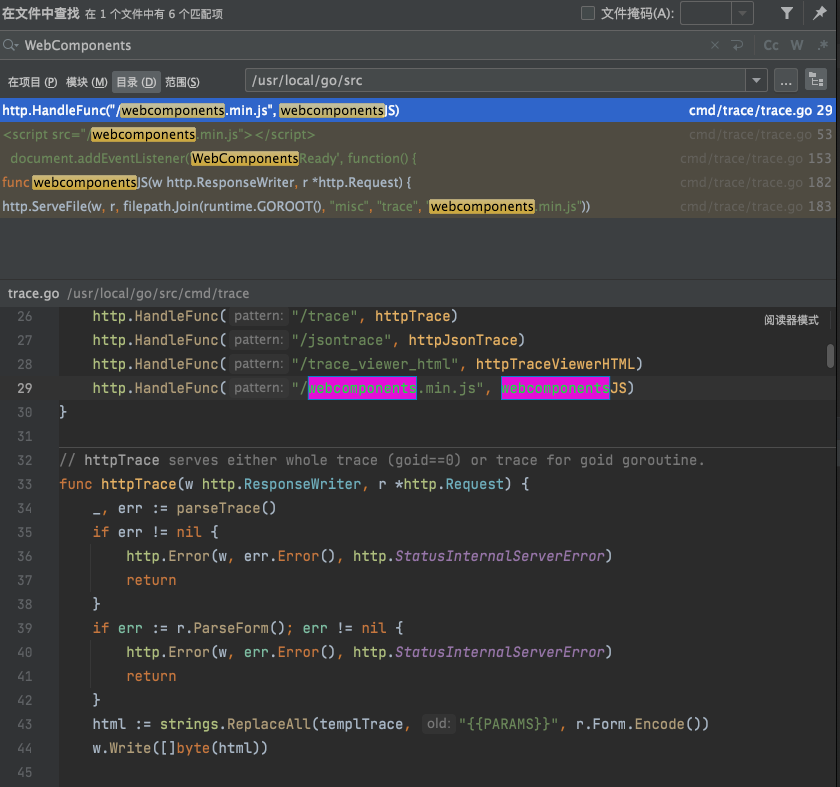 在文件中查找 在 1 个文件中有 6 个匹配项 文件掩码(A):
WebComponents Cc W .*
在项目 (P) 模块 (M) 目录 (D) 范围(S) /usr/local/go/src ...
http.HandleFunc("/webcomponents.min.js", webcomponentsJS) cmd/trace/trace.go 29
<script src="/webcomponents.min.js"></script> cmd/trace/trace.go 53
document.addEventListener('WebComponentsReady', function() { cmd/trace/trace.go 153
func webcomponentsJS(w http.ResponseWriter, r *http.Request) { cmd/trace/trace.go 182
http.ServeFile(w, r, filepath.Join(runtime.GOROOT(), "misc", "trace", "webcomponents.min.js")) cmd/trace/trace.go 183
trace.go /usr/local/go/src/cmd/trace
26 http.HandleFunc( pattern: "/trace", httpTrace)
阅读器模式
27 http.HandleFunc( pattern: "/jsontrace", httpJsonTrace)
28 http.HandleFunc( pattern: "/trace_viewer_html", httpTraceViewerHTML)
29 http.HandleFunc( pattern: "/webcomponents.min.js", webcomponentsJS)
30 }
31
32 // httpTrace serves either whole trace (goid==0) or trace for goid goroutine.
33 func httpTrace(w http.ResponseWriter, r *http.Request) {
34 _, err := parseTrace()
35 if err != nil {
36 http.Error(w, err.Error(), http.StatusInternalServerError)
37 return
38 }
39 if err := r.ParseForm(); err != nil {
40 http.Error(w, err.Error(), http.StatusInternalServerError)
41 return
42 }
43 html := strings.ReplaceAll(templTrace, old: "{{PARAMS}}", r.Form.Encode())
44 w.Write([]byte(html))
45